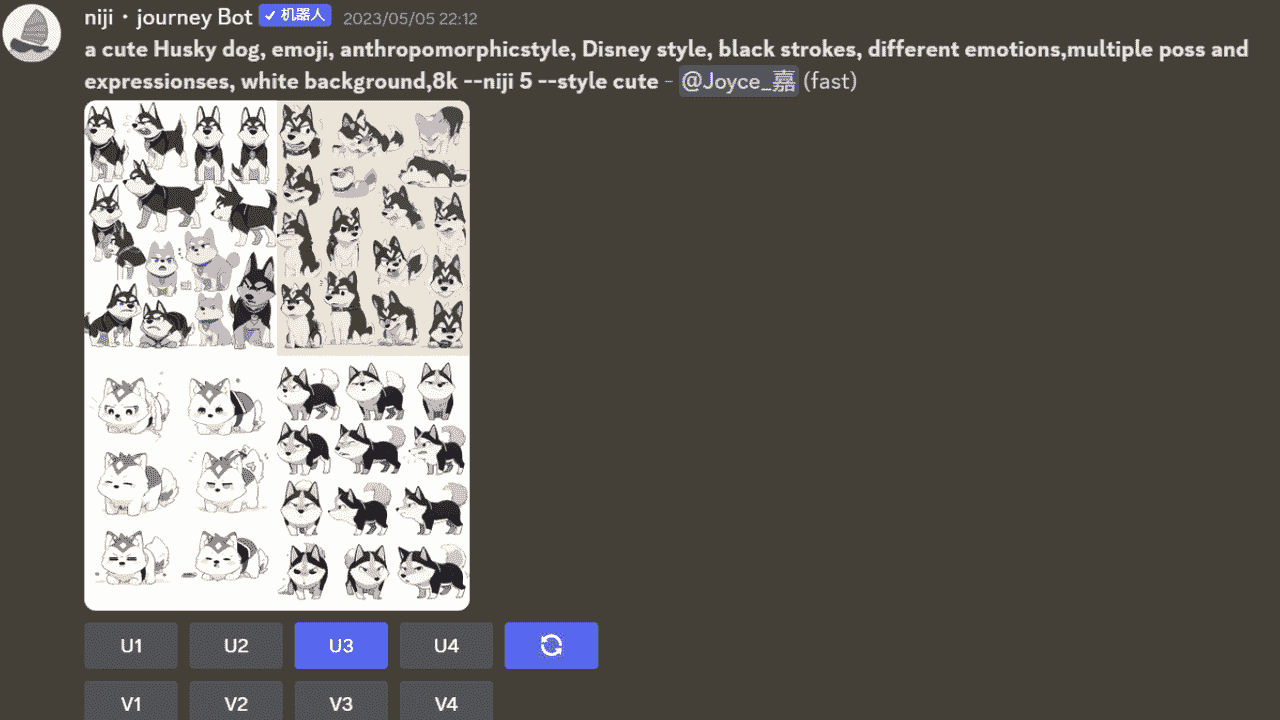 niji · journey Bot ✓ 机器人 2023/05/05 22:12
a cute Husky dog, emoji, anthropomorphicstyle, Disney style, black strokes, different emotions,multiple poss and
expressionses, white background,8k --niji 5 --style cute - @Joyce_嘉 (fast)
U1 U2 U3 U4
V1 V2 V3 V4